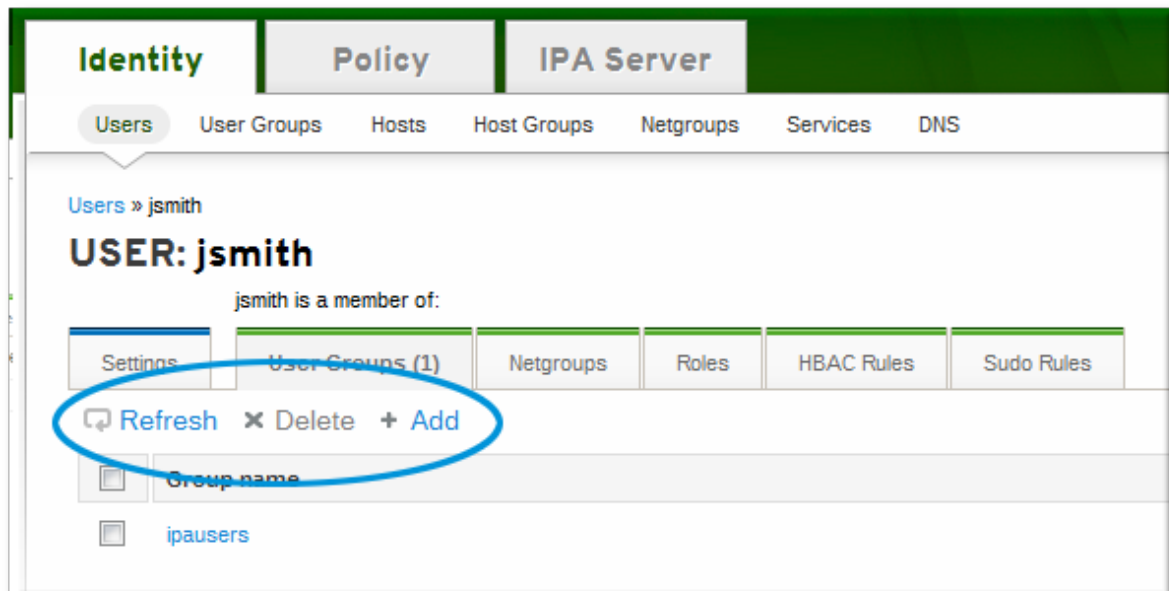 Identity Policy IPA Server
Users User Groups Hosts Host Groups Netgroups Services DNS
Users » jsmith
USER: jsmith
jsmith is a member of:
Settings User Groups (1) Netgroups Roles HBAC Rules Sudo Rules
Refresh Delete Add
Group name
ipausers